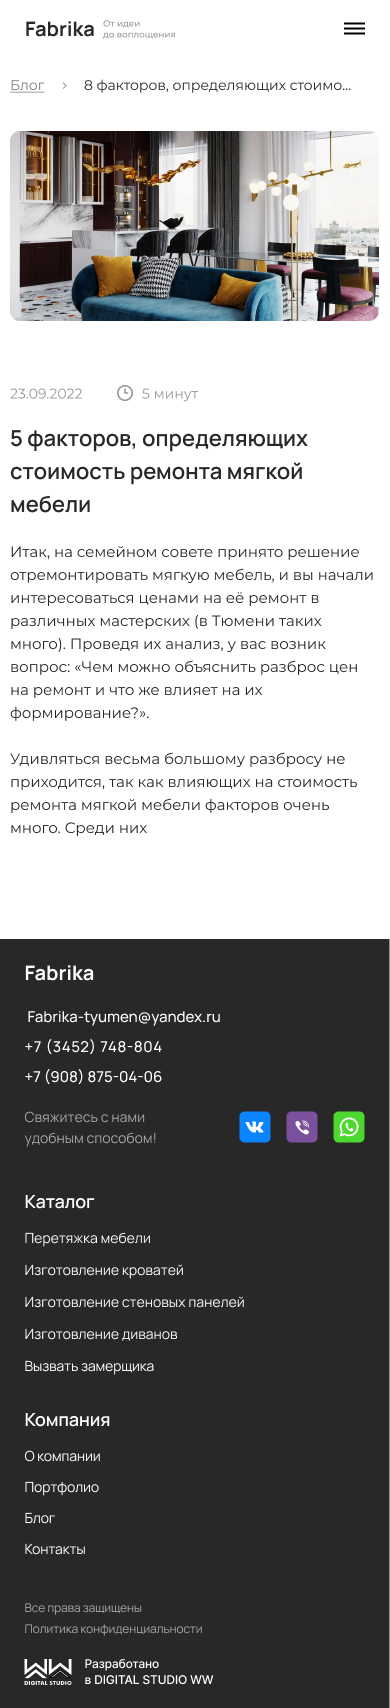 Fabrika
От идеи
до воплощения
Блог > 8 факторов, определяющих стоимо...
23.09.2022 5 минут
5 факторов, определяющих
стоимость ремонта мягкой
мебели
Итак, на семейном совете принято решение
отремонтировать мягкую мебель, и вы начали
интересоваться ценами на её ремонт в
различных мастерских (в Тюмени таких
много). Проведя их анализ, у вас возник
вопрос: «Чем можно объяснить разброс цен
на ремонт и что же влияет на их
формирование?».
Удивляться весьма большому разбросу не
приходится, так как влияющих на стоимость
ремонта мягкой мебели факторов очень
много. Среди них
Fabrika
Fabrika-tyumen@yandex.ru
+7 (3452) 748-804
+7 (908) 875-04-06
Свяжитесь с нами
удобным способом!
Каталог
Перетяжка мебели
Изготовление кроватей
Изготовление стеновых панелей
Изготовление диванов
Вызвать замерщика
Компания
О компании
Портфолио
Блог
Контакты
Все права защищены
Политика конфиденциальности
DIGITAL STUDIO
Разработано
в DIGITAL STUDIO WW